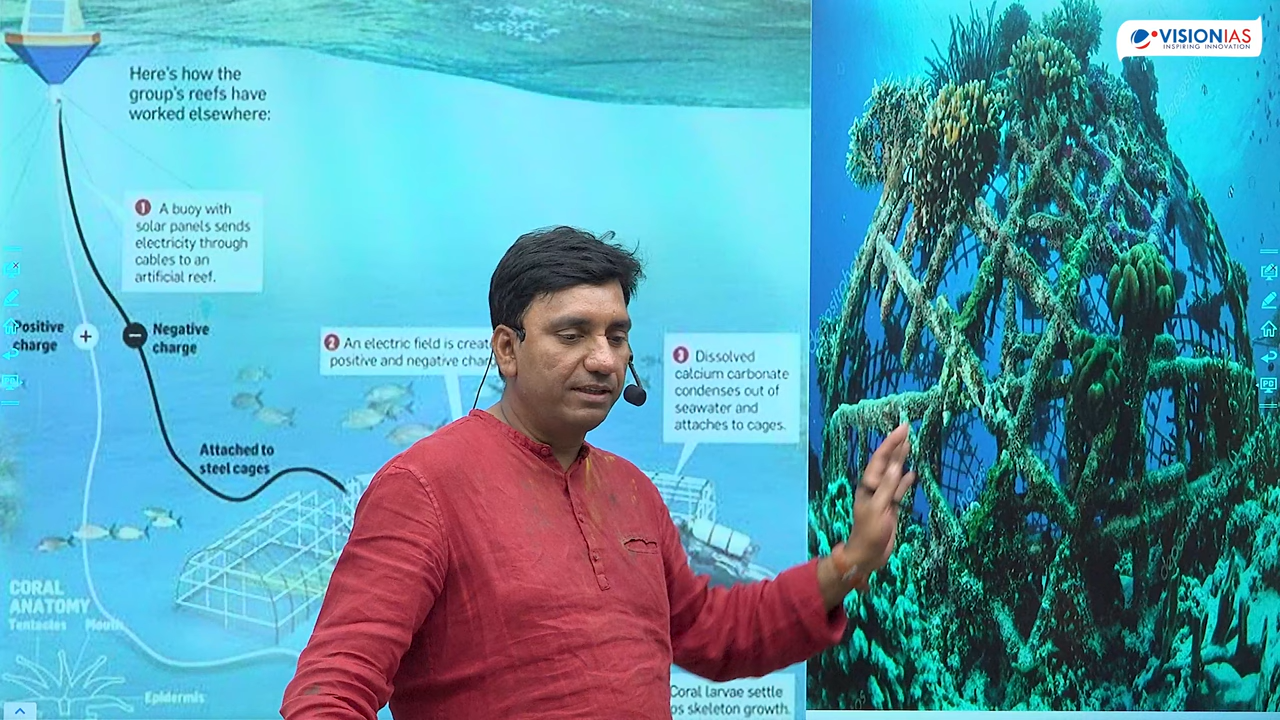 VISIONIAS
INSPIRING INNOVATION
Here's how the
group's reefs have
worked elsewhere:
1 A buoy with
solar panels sends
electricity through
cables to an
artificial reef.
Positive
charge
+
−
Negative
charge
2 An electric field is
positive and negative
3 Dissolved
calcium carbonate
condenses out of
seawater and
attaches to cages.
Attached to
steel cages
CORAL
ANATOMY
Tentacles Mouth
Epidermis
Coral larvae settle
skeleton growth.
PD